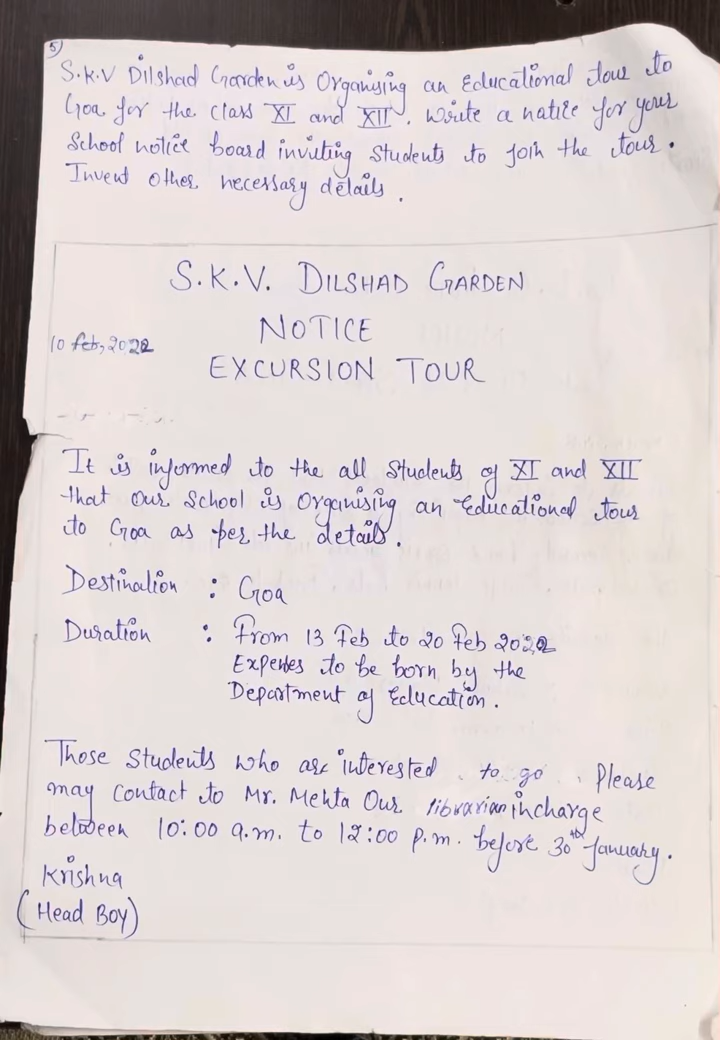 5
S.K.V Dilshad Garden is Organising an Educational tour to
Goa for the class XI and XII. Write a notice for your
School notice board inviting Students to join the tour.
Invent other necessary details.
S.K.V. DILSHAD GARDEN
NOTICE
10 Feb, 2022
EXCURSION TOUR
It is informed to the all Students of XI and XII
that Our School is Organising an Educational tour
to Goa as per the details.
Destination : Goa
Duration : From 13 Feb to 20 Feb 2022
Expenses to be born by the
Department of Education.
Those Students who are interested to go Please
may Contact to Mr. Mehta Our librarian incharge
between 10:00 a.m. to 12:00 p.m. before 30th January.
Krishna
(Head Boy)